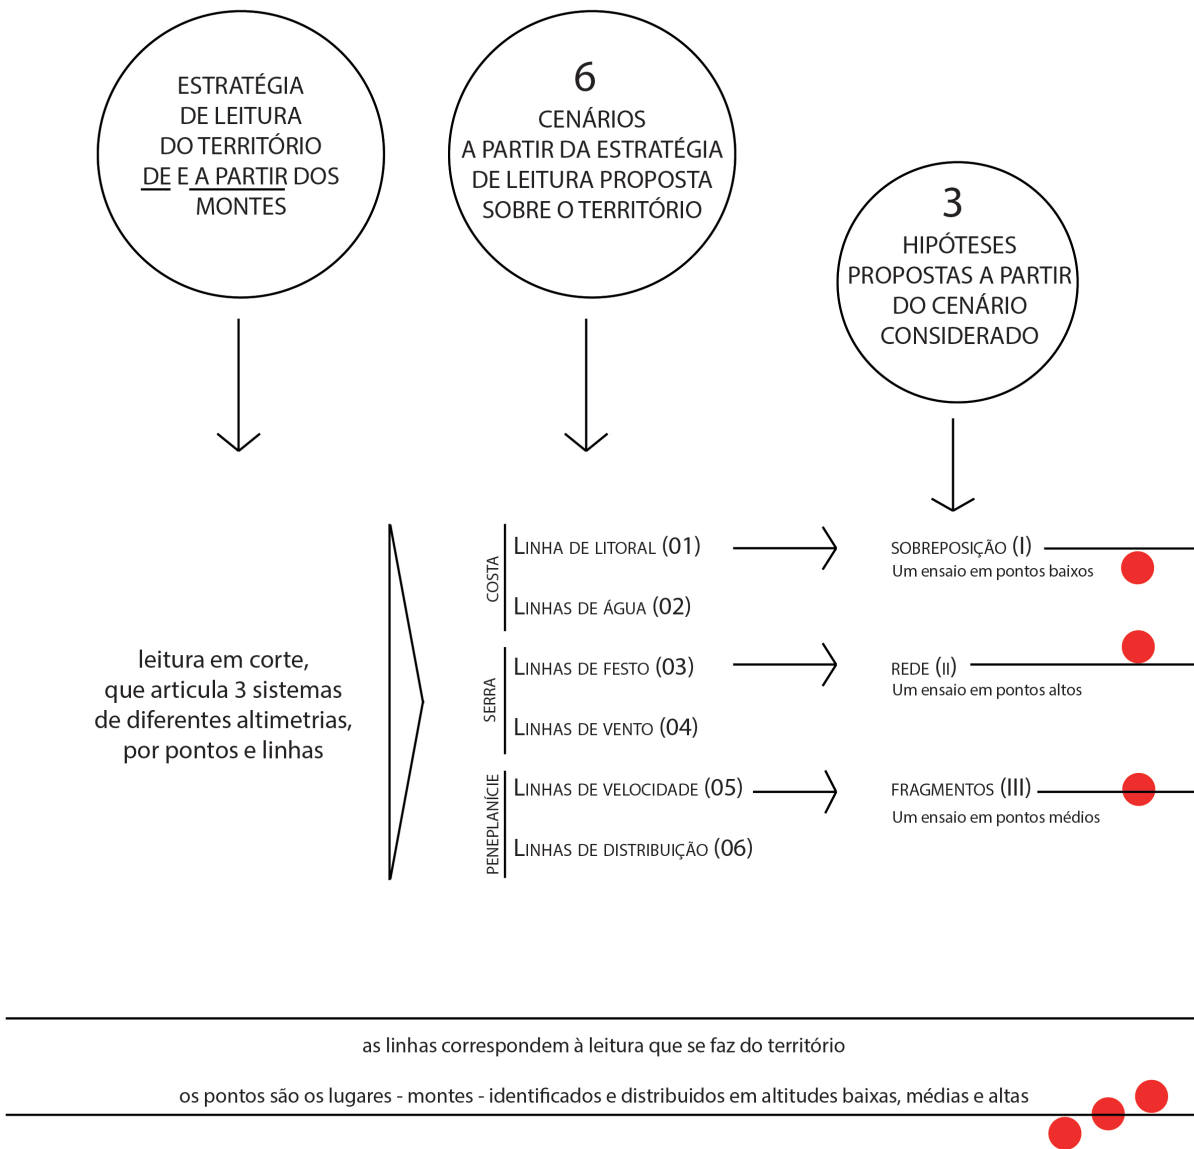 ESTRATÉGIA
DE LEITURA
DO TERRITÓRIO
DE E A PARTIR DOS
MONTES
6
CENÁRIOS
A PARTIR DA ESTRATÉGIA
DE LEITURA PROPOSTA
SOBRE O TERRITÓRIO
3
HIPÓTESES
PROPOSTAS A PARTIR
DO CENÁRIO
CONSIDERADO
leitura em corte,
que articula 3 sistemas
de diferentes altimetrias,
por pontos e linhas
COSTA
LINHA DE LITORAL (01)
LINHAS DE ÁGUA (02)
SERRA
LINHAS DE FESTO (03)
LINHAS DE VENTO (04)
PENEPLANÍCIE
LINHAS DE VELOCIDADE (05)
LINHAS DE DISTRIBUIÇÃO (06)
SOBREPOSIÇÃO (I)
Um ensaio em pontos baixos
REDE (II)
Um ensaio em pontos altos
FRAGMENTOS (III)
Um ensaio em pontos médios
as linhas correspondem à leitura que se faz do território
os pontos são os lugares - montes - identificados e distribuidos em altitudes baixas, médias e altas